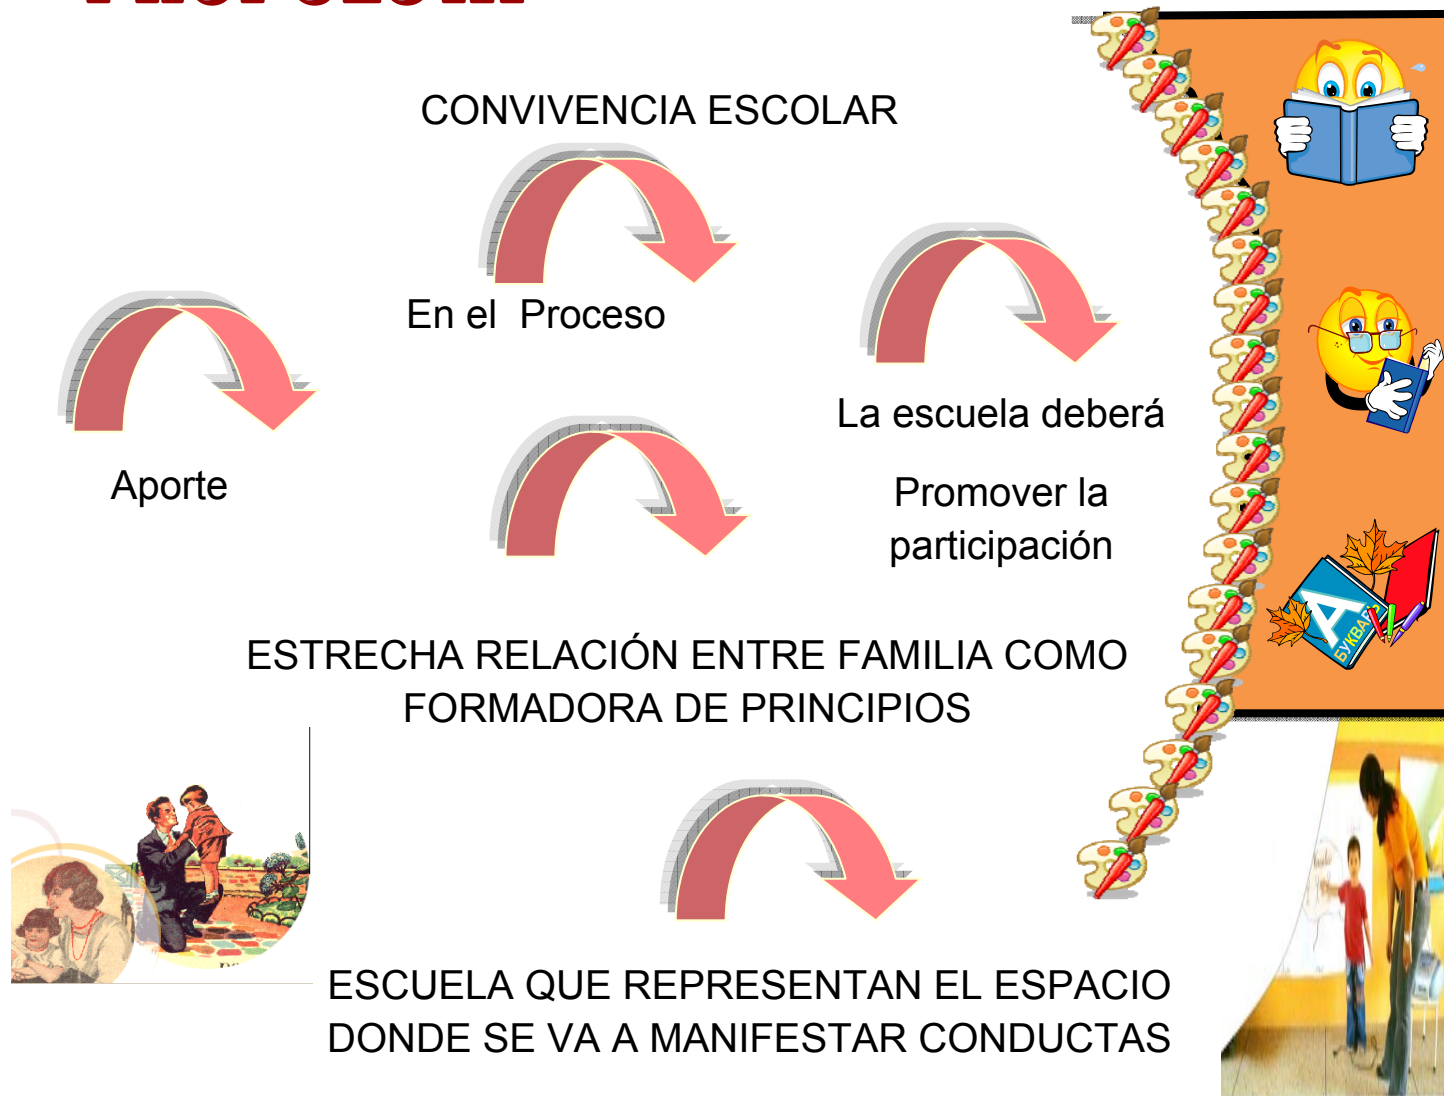 CONVIVENCIA ESCOLAR
En el Proceso
Aporte
La escuela deberá
Promover la
participación
ESTRECHA RELACIÓN ENTRE FAMILIA COMO
FORMADORA DE PRINCIPIOS
ESCUELA QUE REPRESENTAN EL ESPACIO
DONDE SE VA A MANIFESTAR CONDUCTAS
А
БУКВАРЬ